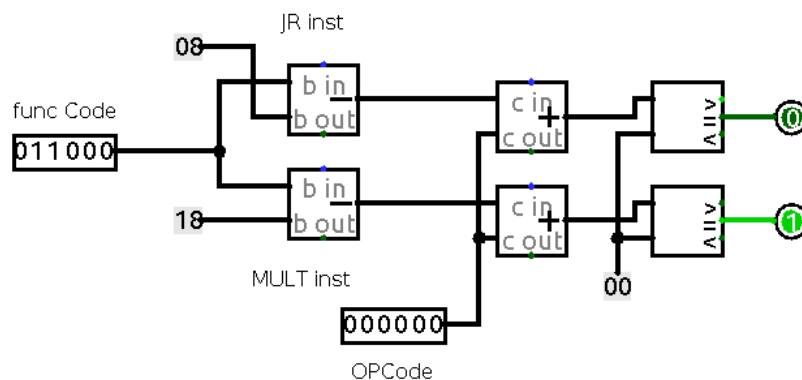 JR inst
08
b in
−
b out
c in
+
c out
>
=
<
0
func Code
011000
b in
−
b out
18
c in
+
c out
>
=
<
1
MULT inst
00
000000
OPCode